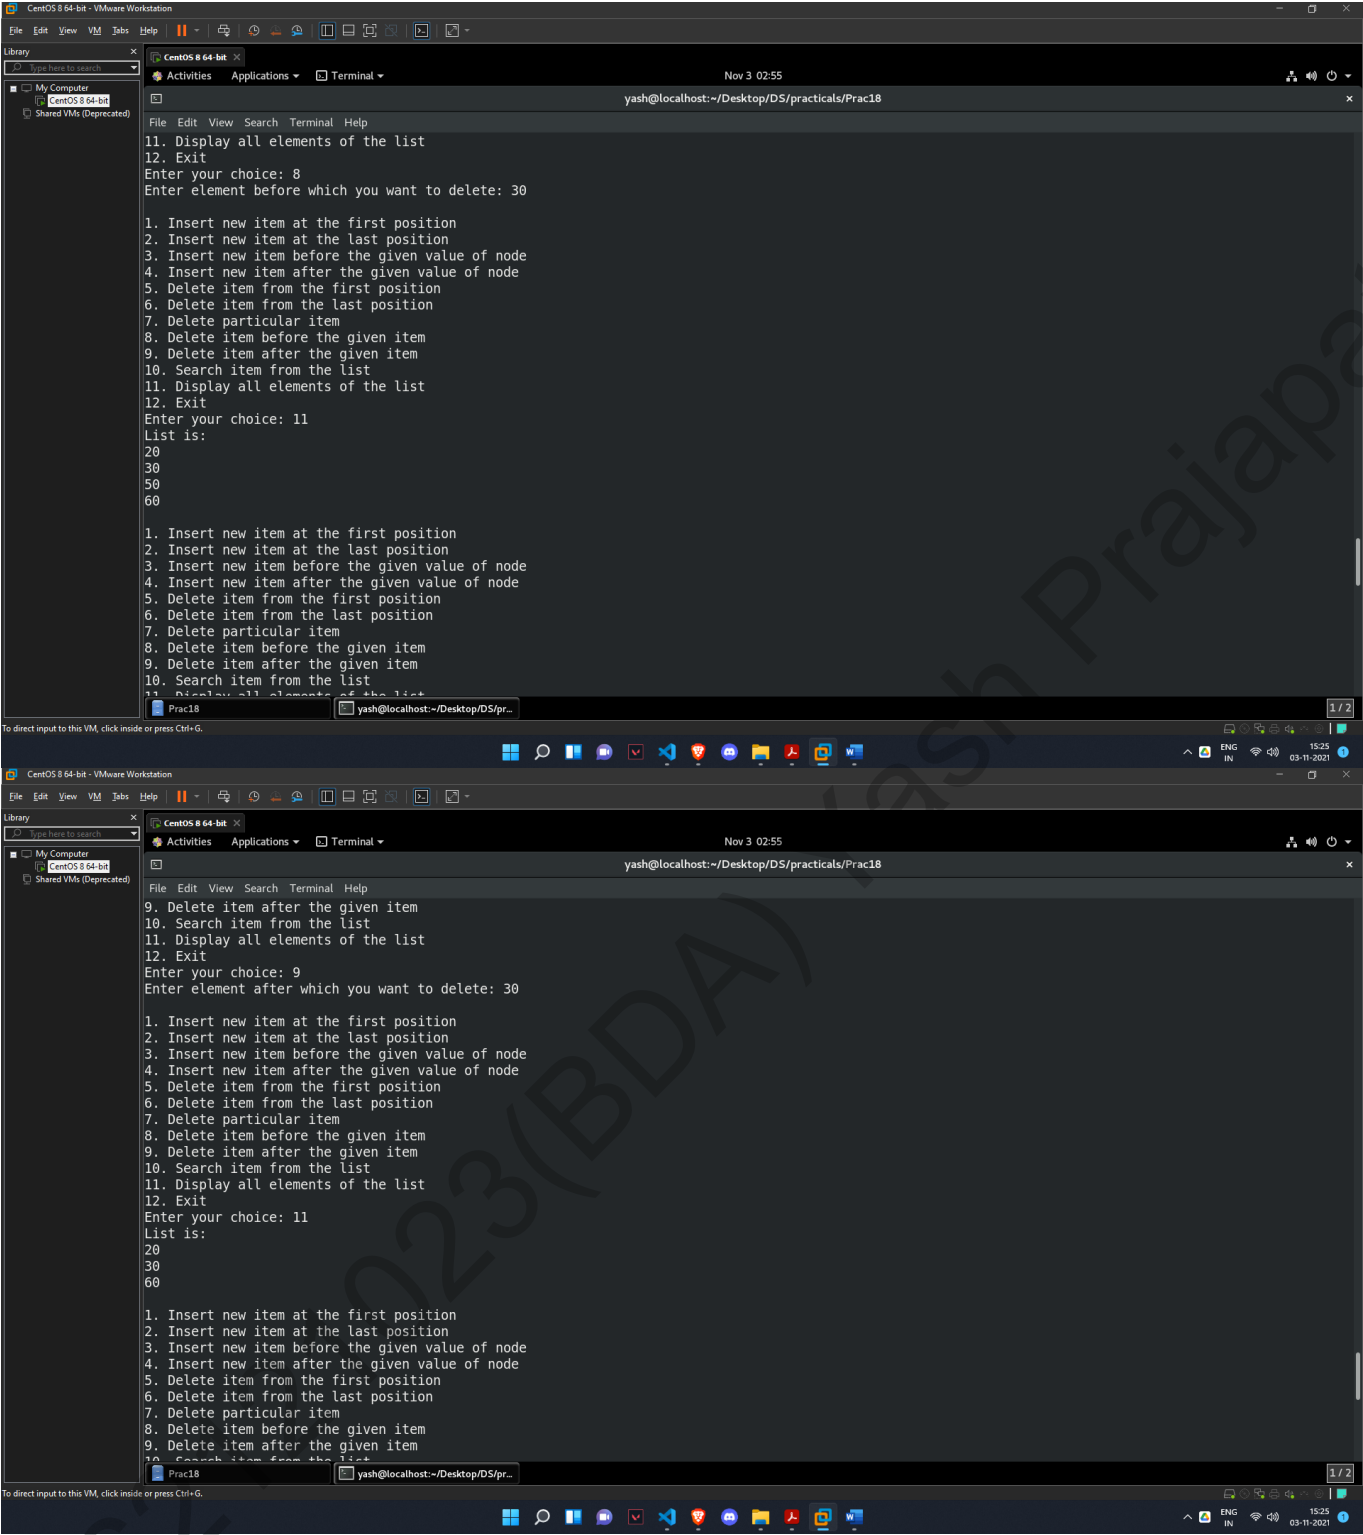 CentOS 8 64-bit - VMware Workstation
File Edit View VM Tabs Help
Library
Type here to search
My Computer
CentOS 8 64-bit
Shared VMs (Deprecated)
CentOS 8 64-bit
Activities Applications Terminal Nov 3 02:55
yash@localhost:~/Desktop/DS/practicals/Prac18
File Edit View Search Terminal Help
11. Display all elements of the list
12. Exit
Enter your choice: 8
Enter element before which you want to delete: 30
1. Insert new item at the first position
2. Insert new item at the last position
3. Insert new item before the given value of node
4. Insert new item after the given value of node
5. Delete item from the first position
6. Delete item from the last position
7. Delete particular item
8. Delete item before the given item
9. Delete item after the given item
10. Search item from the list
11. Display all elements of the list
12. Exit
Enter your choice: 11
List is:
20
30
50
60
1. Insert new item at the first position
2. Insert new item at the last position
3. Insert new item before the given value of node
4. Insert new item after the given value of node
5. Delete item from the first position
6. Delete item from the last position
7. Delete particular item
8. Delete item before the given item
9. Delete item after the given item
10. Search item from the list
11. Display all elements of the list
Prac18 yash@localhost:~/Desktop/DS/pr... 1 / 2
To direct input to this VM, click inside or press Ctrl+G.
ENG IN 15:25 03-11-2021 1
CentOS 8 64-bit - VMware Workstation
File Edit View VM Tabs Help
Library
Type here to search
My Computer
CentOS 8 64-bit
Shared VMs (Deprecated)
CentOS 8 64-bit
Activities Applications Terminal Nov 3 02:55
yash@localhost:~/Desktop/DS/practicals/Prac18
File Edit View Search Terminal Help
9. Delete item after the given item
10. Search item from the list
11. Display all elements of the list
12. Exit
Enter your choice: 9
Enter element after which you want to delete: 30
1. Insert new item at the first position
2. Insert new item at the last position
3. Insert new item before the given value of node
4. Insert new item after the given value of node
5. Delete item from the first position
6. Delete item from the last position
7. Delete particular item
8. Delete item before the given item
9. Delete item after the given item
10. Search item from the list
11. Display all elements of the list
12. Exit
Enter your choice: 11
List is:
20
30
60
1. Insert new item at the first position
2. Insert new item at the last position
3. Insert new item before the given value of node
4. Insert new item after the given value of node
5. Delete item from the first position
6. Delete item from the last position
7. Delete particular item
8. Delete item before the given item
9. Delete item after the given item
10. Search item from the list
Prac18 yash@localhost:~/Desktop/DS/pr... 1 / 2
To direct input to this VM, click inside or press Ctrl+G.
ENG IN 15:25 03-11-2021 1
023(BDA) Yash